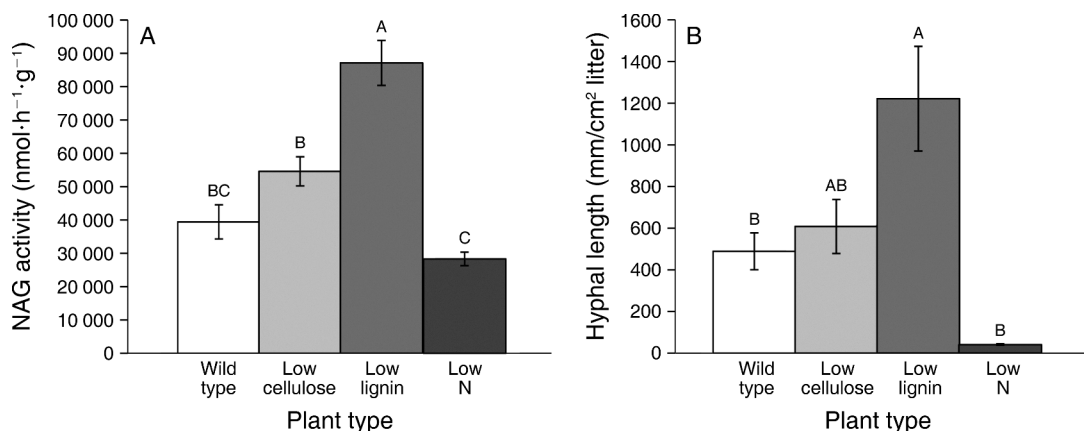 A
NAG activity (nmol·h⁻¹·g⁻¹)
100 000
90 000
80 000
70 000
60 000
50 000
40 000
30 000
20 000
10 000
0
BC
B
A
C
Wild type
Low cellulose
Low lignin
Low N
Plant type
B
Hyphal length (mm/cm² litter)
1600
1400
1200
1000
800
600
400
200
0
B
AB
A
B
Wild type
Low cellulose
Low lignin
Low N
Plant type